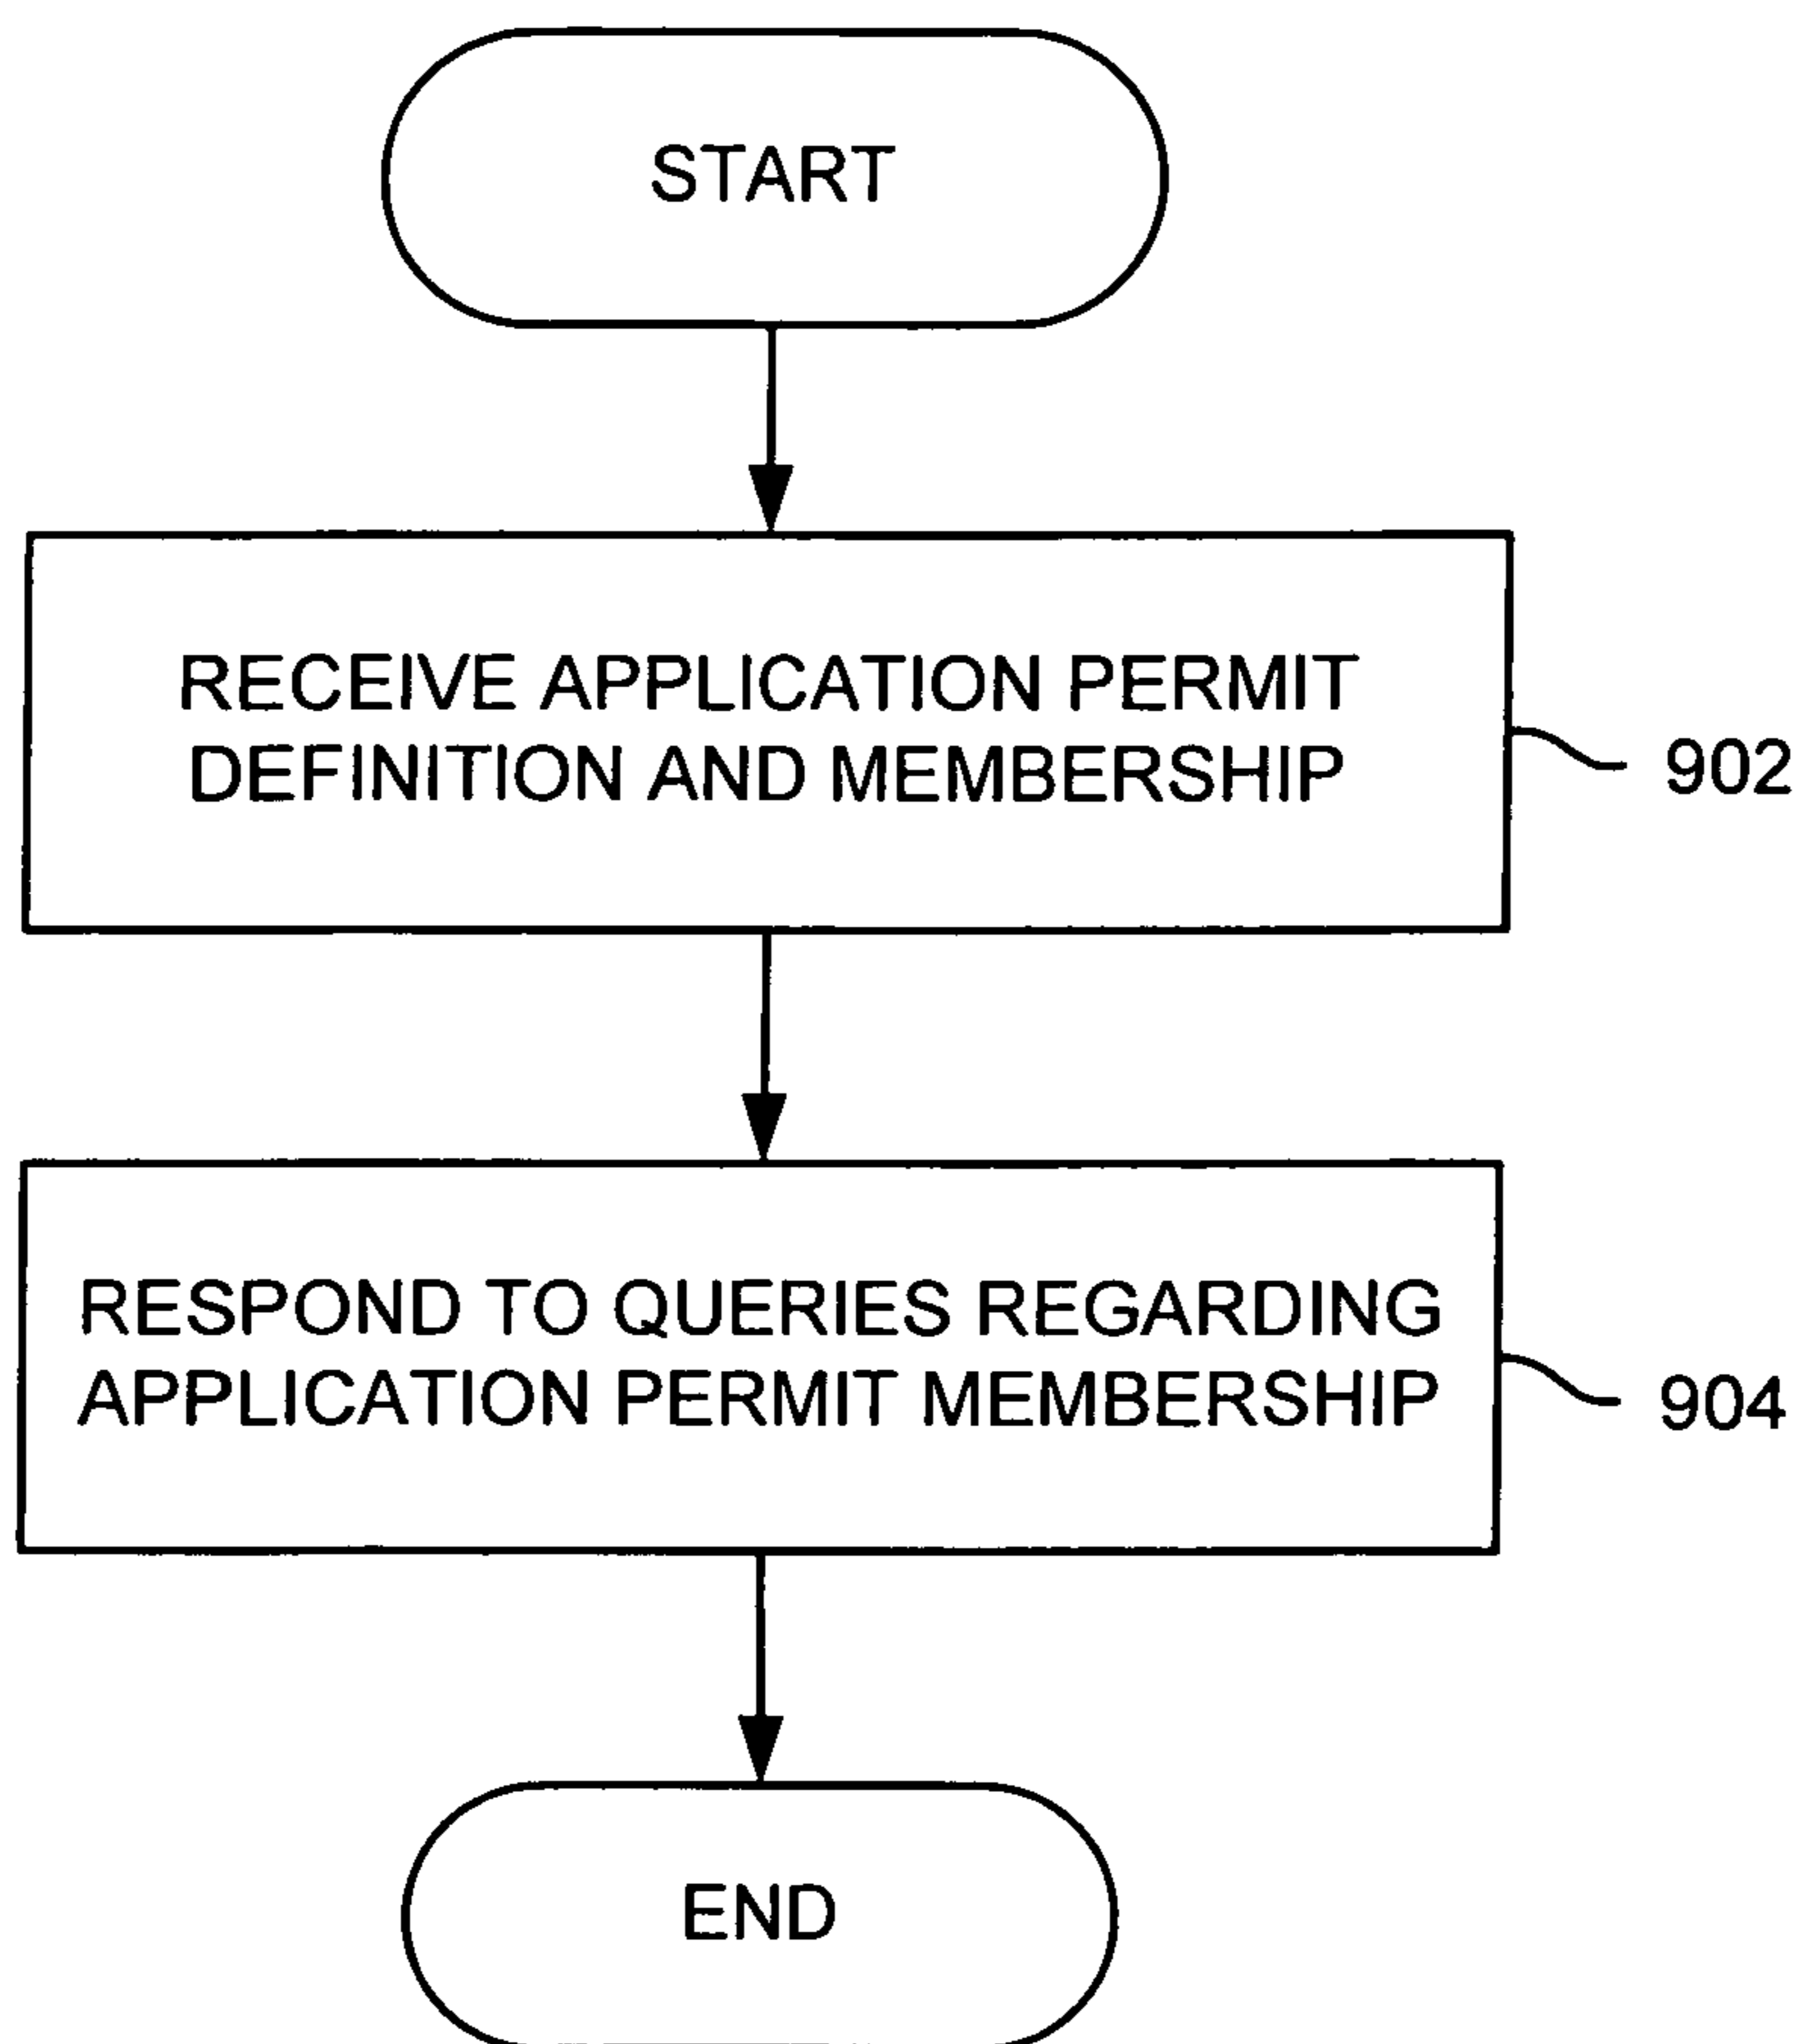 START
RECEIVE APPLICATION PERMIT
DEFINITION AND MEMBERSHIP
902
RESPOND TO QUERIES REGARDING
APPLICATION PERMIT MEMBERSHIP
904
END